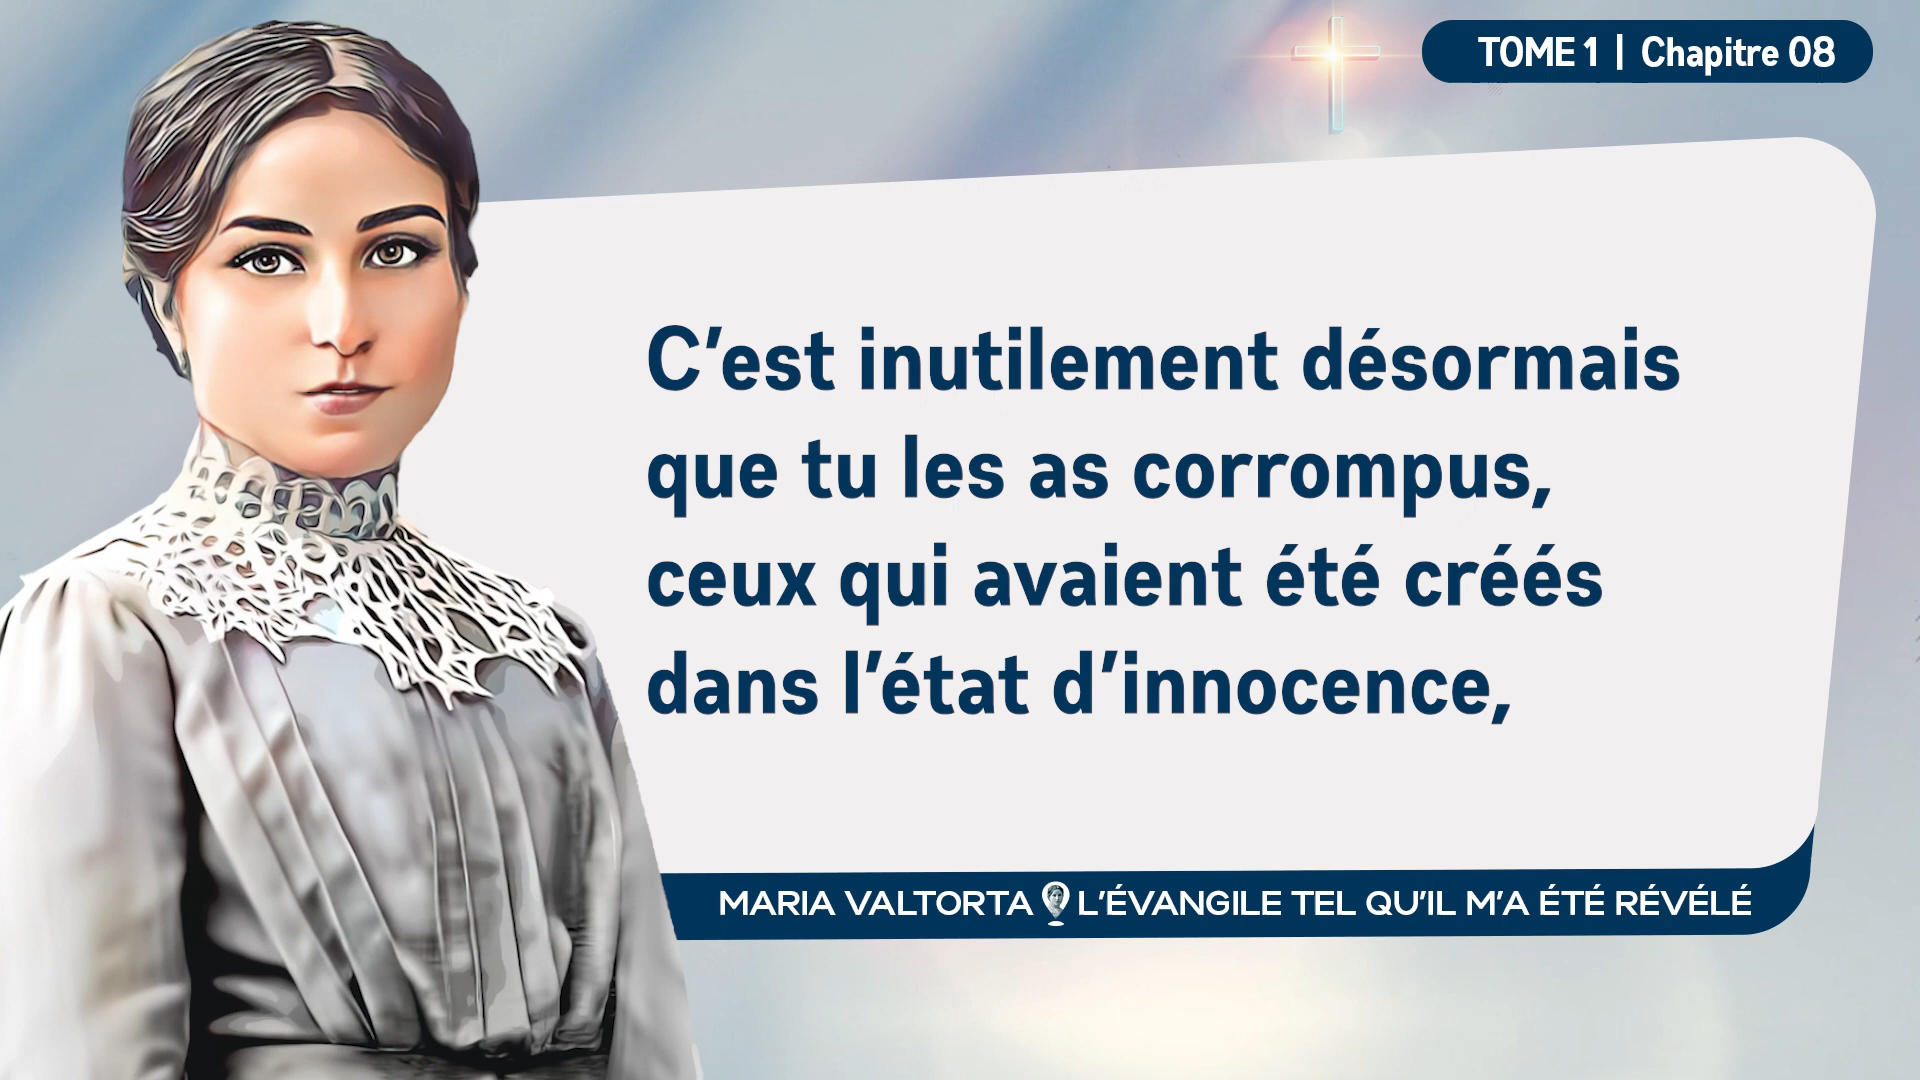 TOME 1 | Chapitre 08
C’est inutilement désormais
que tu les as corrompus,
ceux qui avaient été créés
dans l’état d’innocence,
MARIA VALTORTA L’ÉVANGILE TEL QU’IL M’A ÉTÉ RÉVÉLÉ